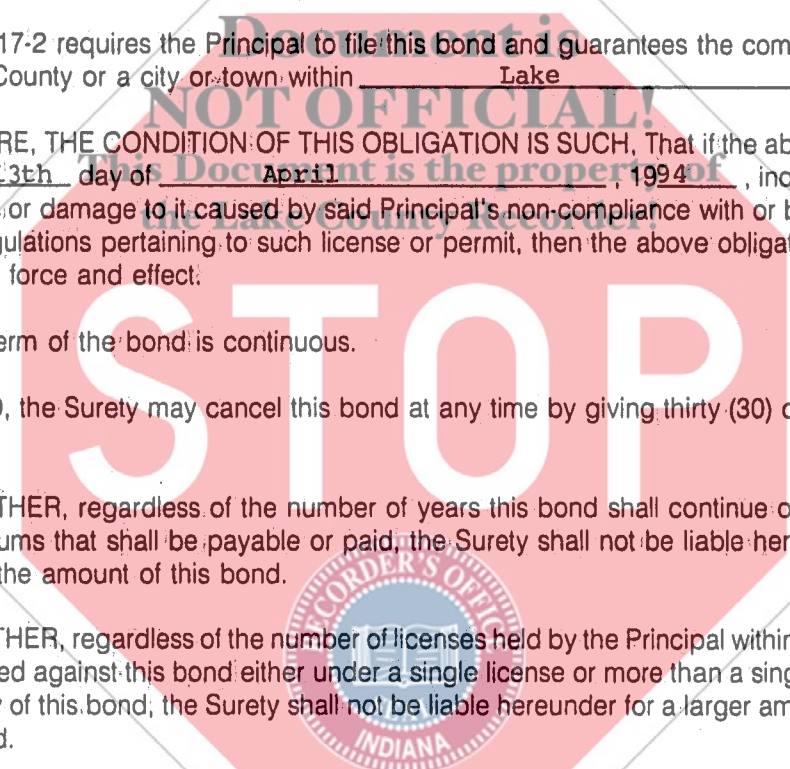 Document is
17-2 requires the Principal to file this bond and guarantees the com
County or a city or town within Lake
NOT OFFICIAL!
RE, THE CONDITION OF THIS OBLIGATION IS SUCH, That if the ab
This Document is the property of
13th day of April, 1994, inc
the Lake County Recorder!
or damage to it caused by said Principal's non-compliance with or b
gulations pertaining to such license or permit, then the above obligat
force and effect.
STOP
erm of the bond is continuous.
, the Surety may cancel this bond at any time by giving thirty (30) d
THER, regardless of the number of years this bond shall continue o
ums that shall be payable or paid, the Surety shall not be liable her
the amount of this bond.
RECORDER'S OFFIC
THER, regardless of the number of licenses held by the Principal within
ed against this bond either under a single license or more than a sing
of this bond, the Surety shall not be liable hereunder for a larger am
d.
INDIANA